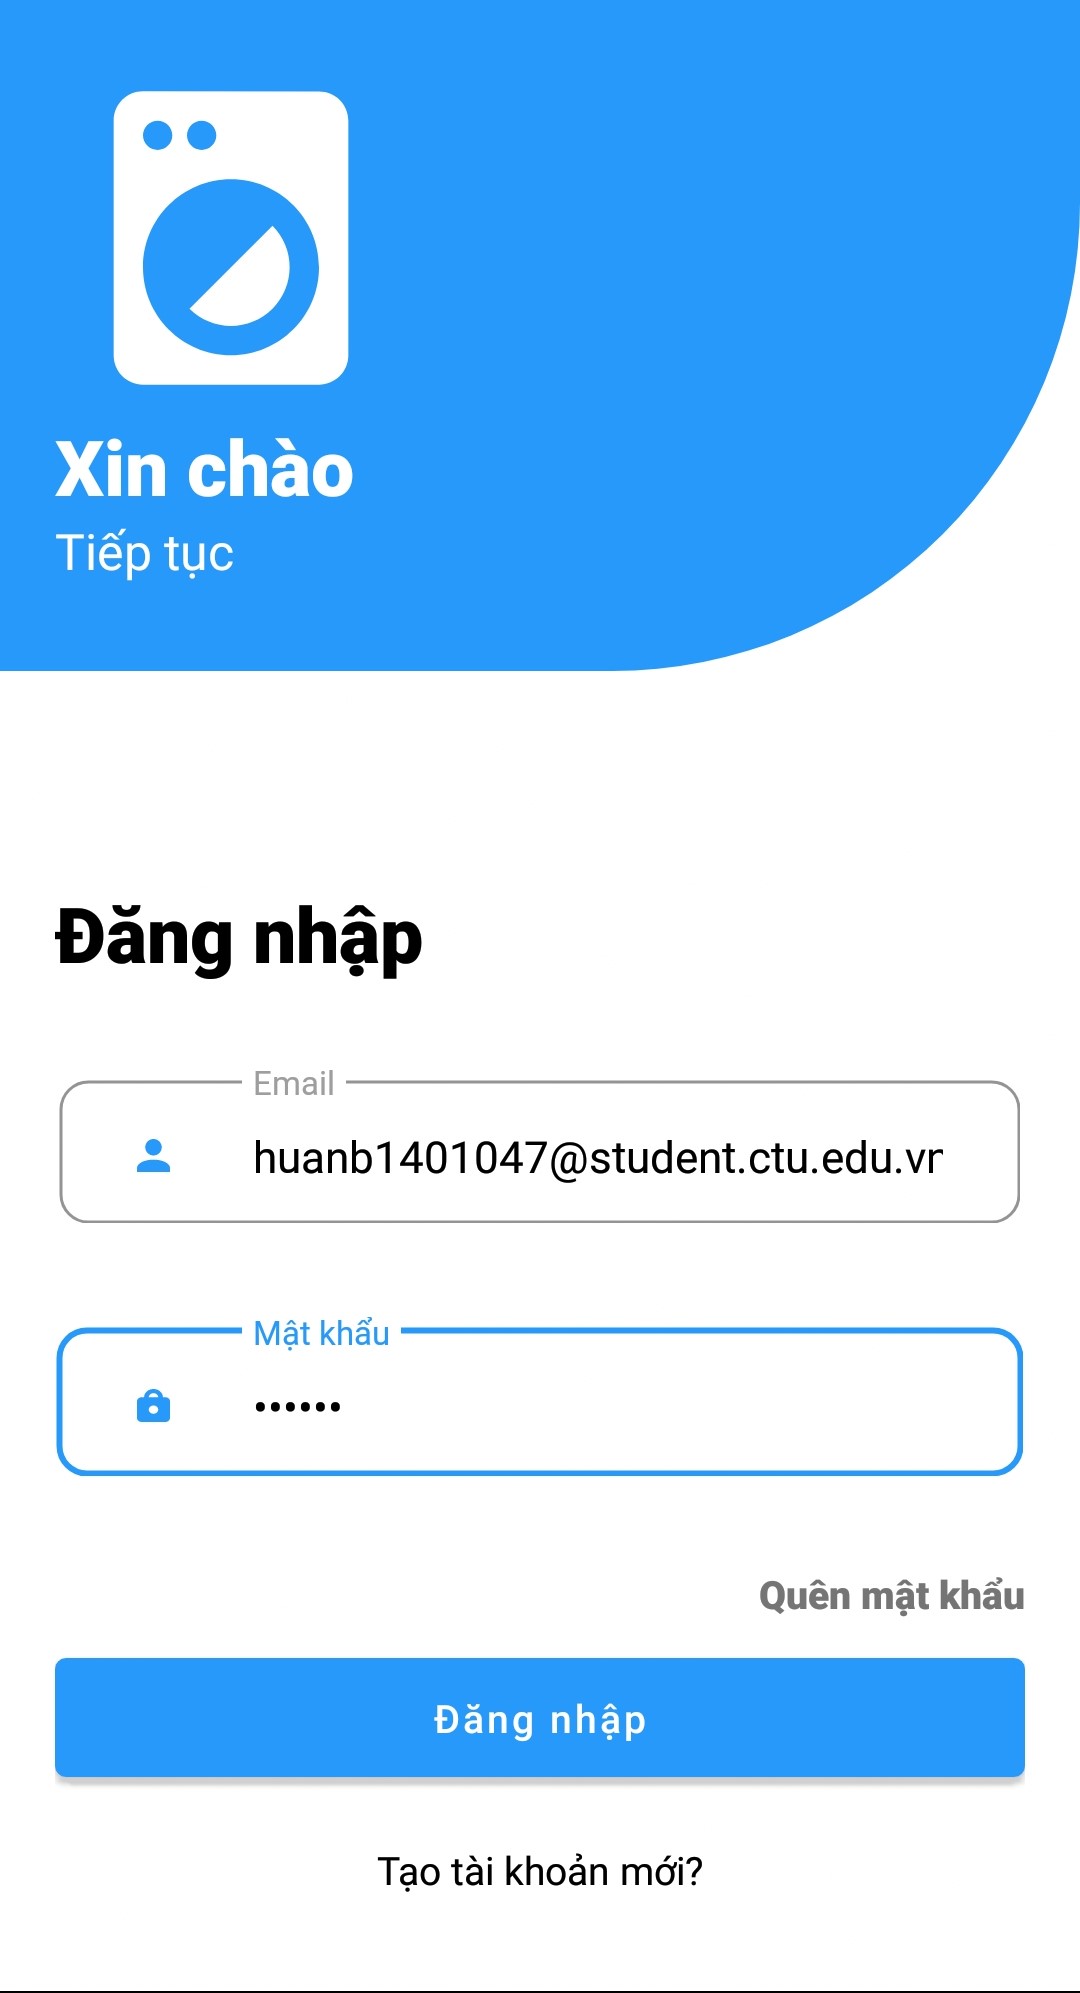 Xin chào
Tiếp tục
Đăng nhập
Email
huanb1401047@student.ctu.edu.vn
Mật khẩu
••••••
Quên mật khẩu
Đăng nhập
Tạo tài khoản mới?